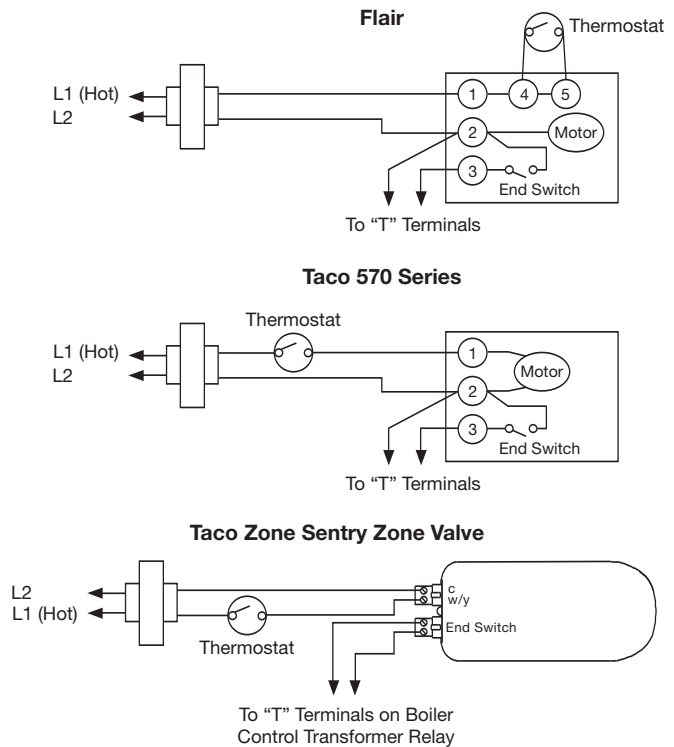 Flair
Thermostat
L1 (Hot)
L2
1
4
5
2
Motor
3
End Switch
To “T” Terminals
Taco 570 Series
Thermostat
L1 (Hot)
L2
1
Motor
2
3
End Switch
To “T” Terminals
Taco Zone Sentry Zone Valve
L2
L1 (Hot)
c
w/y
Thermostat
End Switch
To “T” Terminals on Boiler
Control Transformer Relay